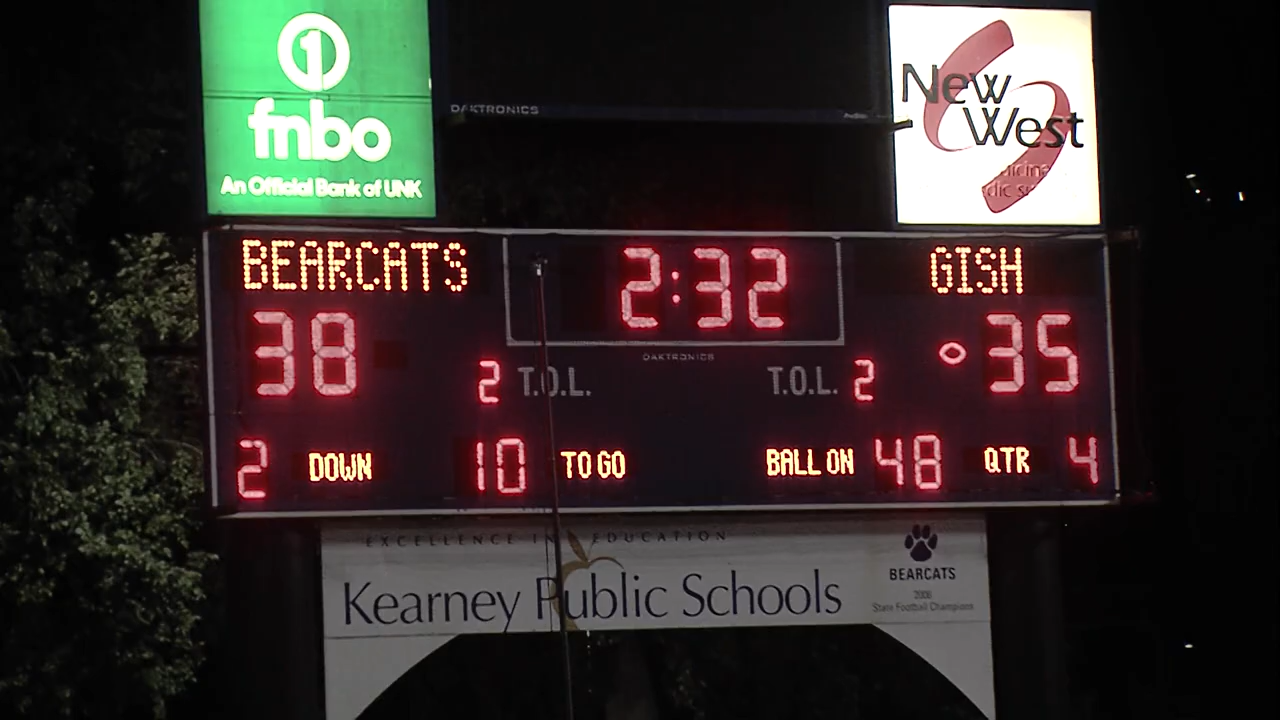 1
fnbo
An Official Bank of UNK
DAKTRONICS
New
West
BEARCATS 2:32 GISH
38 35
DAKTRONICS
2 T.O.L. T.O.L. 2
2 DOWN 10 TO GO BALL ON 48 QTR 4
EXCELLENCE IN EDUCATION
Kearney Public Schools
BEARCATS
2006
State Football Champions